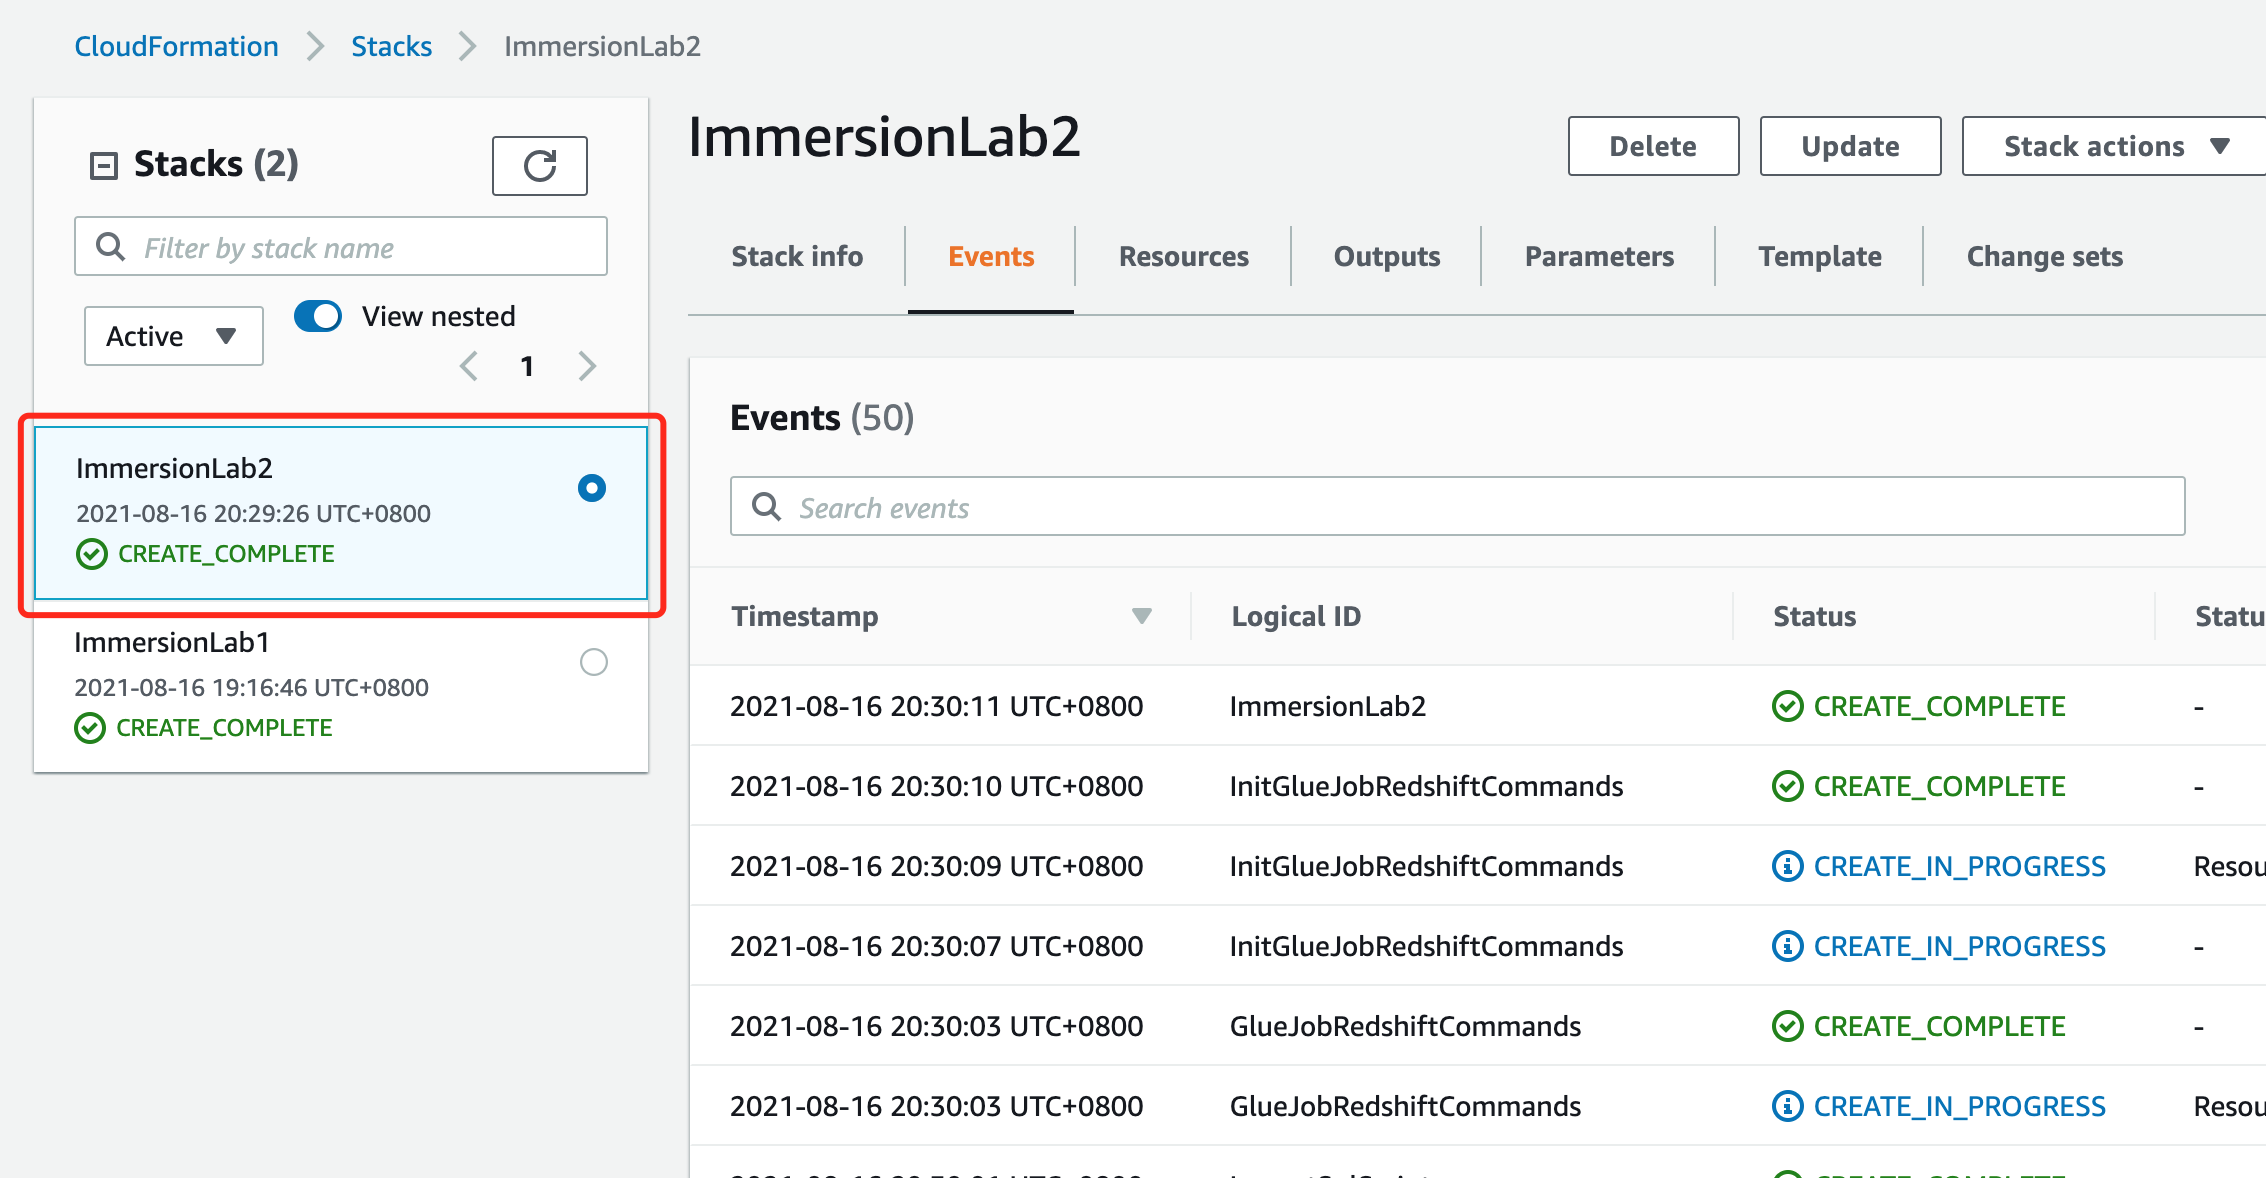 CloudFormation > Stacks > ImmersionLab2
Stacks (2)
Filter by stack name
Active
View nested
1
ImmersionLab2
2021-08-16 20:29:26 UTC+0800
CREATE_COMPLETE
ImmersionLab1
2021-08-16 19:16:46 UTC+0800
CREATE_COMPLETE
ImmersionLab2
Delete Update Stack actions
Stack info Events Resources Outputs Parameters Template Change sets
Events (50)
Search events
Timestamp Logical ID Status Statu
2021-08-16 20:30:11 UTC+0800 ImmersionLab2 CREATE_COMPLETE -
2021-08-16 20:30:10 UTC+0800 InitGlueJobRedshiftCommands CREATE_COMPLETE -
2021-08-16 20:30:09 UTC+0800 InitGlueJobRedshiftCommands CREATE_IN_PROGRESS Resou
2021-08-16 20:30:07 UTC+0800 InitGlueJobRedshiftCommands CREATE_IN_PROGRESS -
2021-08-16 20:30:03 UTC+0800 GlueJobRedshiftCommands CREATE_COMPLETE -
2021-08-16 20:30:03 UTC+0800 GlueJobRedshiftCommands CREATE_IN_PROGRESS Resou